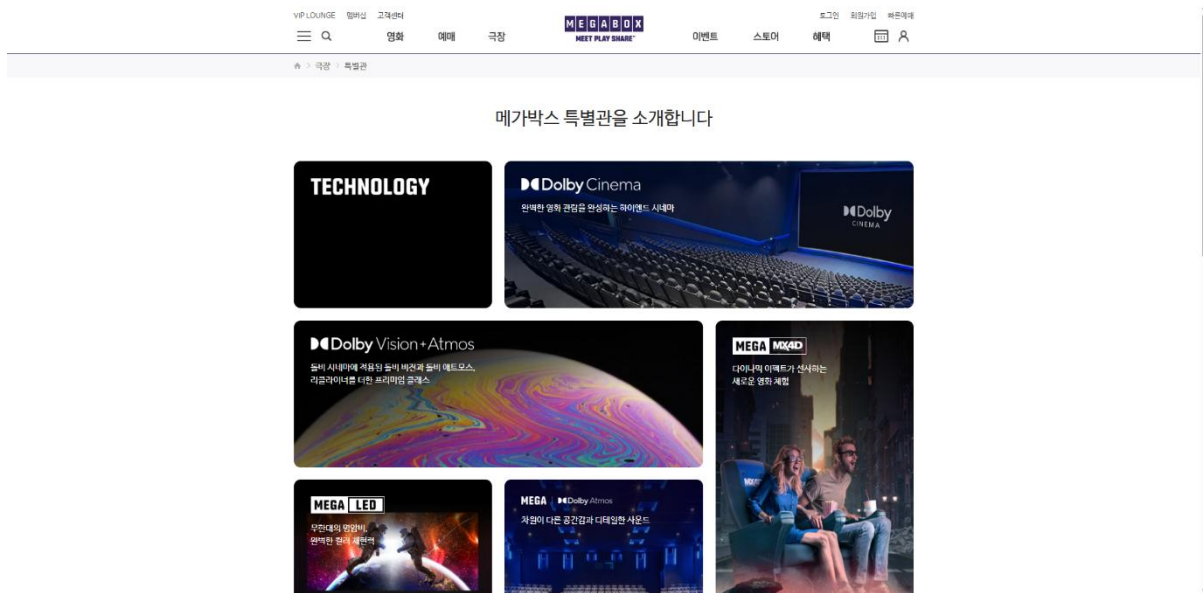 VIP LOUNGE 멤버십 고객센터
로그인 회원가입 빠른예매
영화 예매 극장
MEGABOX
MEET PLAY SHARE
이벤트 스토어 혜택
극장 > 특별관
메가박스 특별관을 소개합니다
TECHNOLOGY
Dolby Cinema
완벽한 영화 관람을 완성하는 하이엔드 시네마
Dolby
CINEMA
Dolby Vision+Atmos
돌비 시네마에 적용된 돌비 비전과 돌비 애트모스,
리클라이너를 더한 프리미엄 클래스
MEGA MX4D
다이나믹 이펙트가 선사하는
새로운 영화 체험
MEGA LED
무한대의 명암비,
완벽한 컬러 재현력
MEGA Dolby Atmos
차원이 다른 공간감과 디테일한 사운드